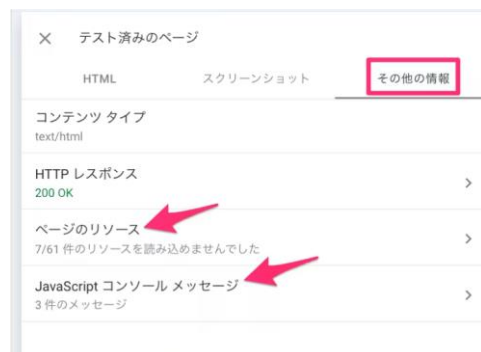 × テスト済みのページ
HTML スクリーンショット その他の情報
コンテンツ タイプ
text/html
HTTP レスポンス
200 OK
ページのリソース
7/61 件のリソースを読み込めませんでした
JavaScript コンソール メッセージ
3 件のメッセージ